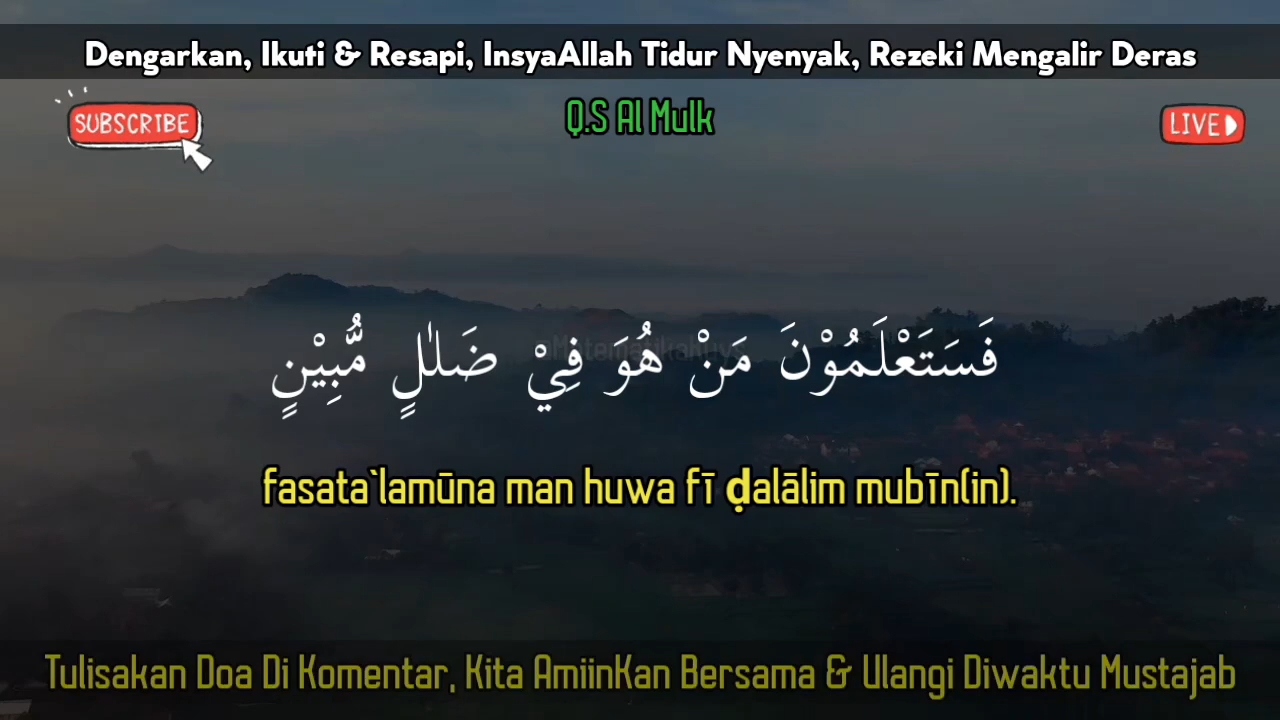 Dengarkan, Ikuti & Resapi, InsyaAllah Tidur Nyenyak, Rezeki Mengalir Deras
SUBSCRIBE
Q.S Al Mulk
LIVE
فَسَتَعْلَمُوْنَ مَنْ هُوَ فِيْ ضَلٰلٍ مُّبِيْنٍ
fasata`lamūna man huwa fī ḍalālim mubīn(in).
Tulisakan Doa Di Komentar, Kita AmiinKan Bersama & Ulangi Diwaktu Mustajab